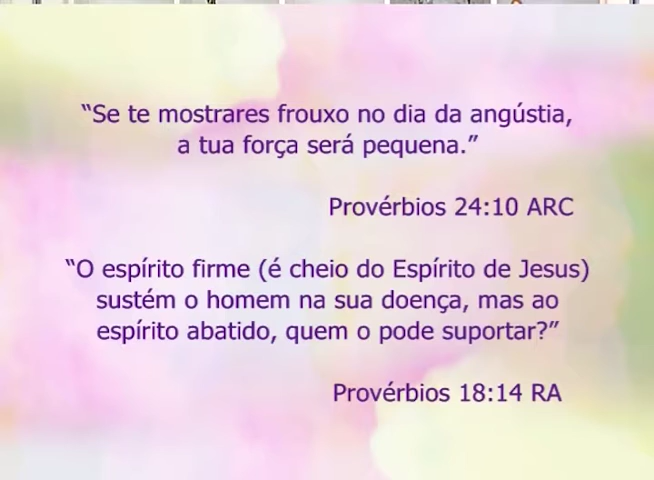 “Se te mostrares frouxo no dia da angústia,
a tua força será pequena.”
Provérbios 24:10 ARC
“O espírito firme (é cheio do Espírito de Jesus)
sustém o homem na sua doença, mas ao
espírito abatido, quem o pode suportar?”
Provérbios 18:14 RA